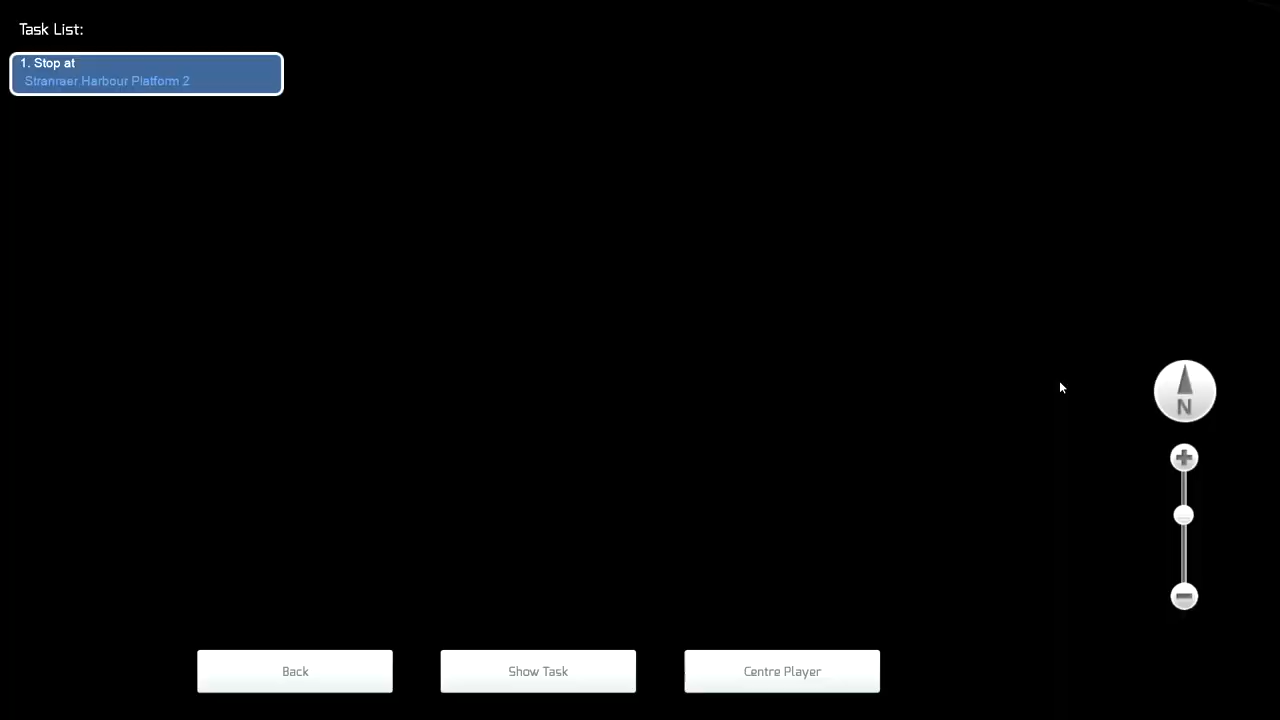 Task List:
1. Stop at
Stranraer Harbour Platform 2
N
Back
Show Task
Centre Player